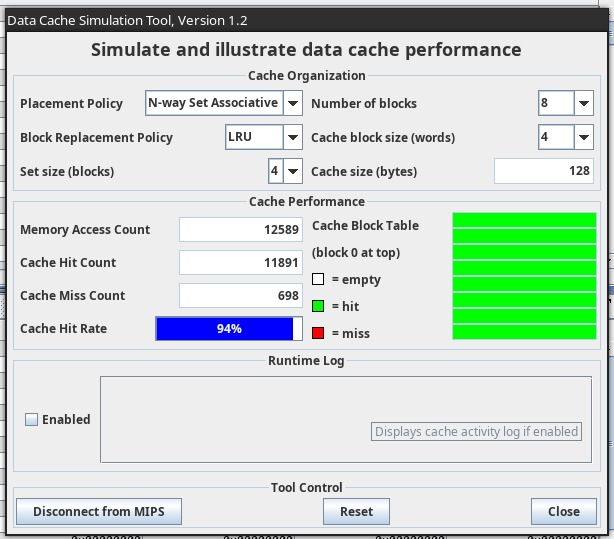 Data Cache Simulation Tool, Version 1.2
Simulate and illustrate data cache performance
Cache Organization
Placement Policy N-way Set Associative Number of blocks 8
Block Replacement Policy LRU Cache block size (words) 4
Set size (blocks) 4 Cache size (bytes) 128
Cache Performance
Memory Access Count 12589 Cache Block Table
(block 0 at top)
Cache Hit Count 11891
= empty
Cache Miss Count 698
= hit
Cache Hit Rate 94% = miss
Runtime Log
Enabled
Displays cache activity log if enabled
Tool Control
Disconnect from MIPS Reset Close